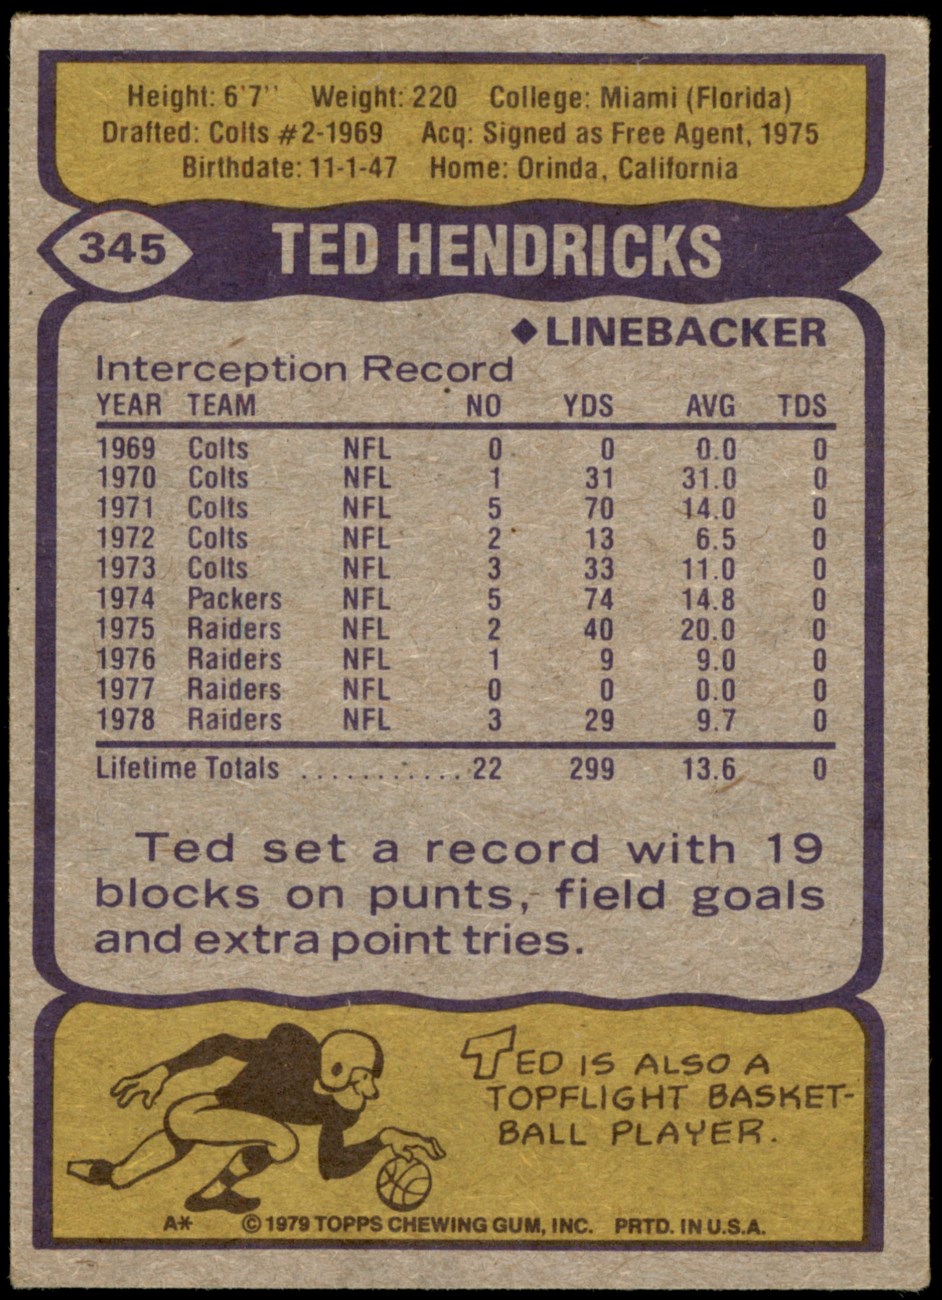 Height: 6'7" Weight: 220 College: Miami (Florida)
Drafted: Colts #2-1969 Acq: Signed as Free Agent, 1975
Birthdate: 11-1-47 Home: Orinda, California
345 TED HENDRICKS
◆LINEBACKER
Interception Record
YEAR TEAM NO YDS AVG TDS
1969 Colts NFL 0 0 0.0 0
1970 Colts NFL 1 31 31.0 0
1971 Colts NFL 5 70 14.0 0
1972 Colts NFL 2 13 6.5 0
1973 Colts NFL 3 33 11.0 0
1974 Packers NFL 5 74 14.8 0
1975 Raiders NFL 2 40 20.0 0
1976 Raiders NFL 1 9 9.0 0
1977 Raiders NFL 0 0 0.0 0
1978 Raiders NFL 3 29 9.7 0
Lifetime Totals ........... 22 299 13.6 0
Ted set a record with 19
blocks on punts, field goals
and extra point tries.
TED IS ALSO A
TOPFLIGHT BASKET-
BALL PLAYER.
A* © 1979 TOPPS CHEWING GUM, INC. PRTD. IN U.S.A.